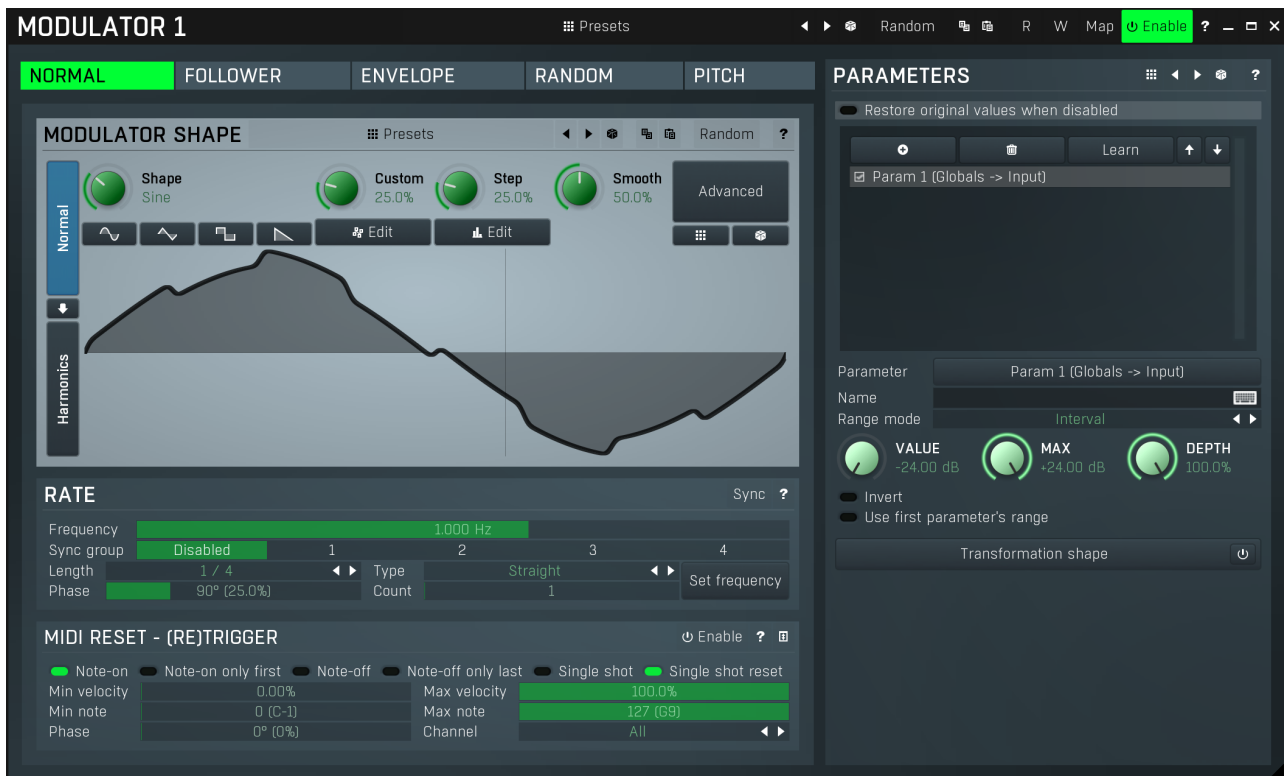 MODULATOR 1 Presets Random R W Map Enable ?
NORMAL FOLLOWER ENVELOPE RANDOM PITCH
MODULATOR SHAPE Presets Random ?
Normal
Harmonics
Shape Sine
Custom 25.0%
Step 25.0%
Smooth 50.0%
Advanced
Edit Edit
RATE Sync ?
Frequency 1.000 Hz
Sync group Disabled 1 2 3 4
Length 1 / 4 Type Straight
Set frequency
Phase 90° (25.0%) Count 1
MIDI RESET - (RE)TRIGGER Enable ?
Note-on Note-on only first Note-off Note-off only last Single shot Single shot reset
Min velocity 0.00% Max velocity 100.0%
Min note 0 (C-1) Max note 127 (G9)
Phase 0° (0%) Channel All
PARAMETERS ?
Restore original values when disabled
Learn
Param 1 (Globals -> Input)
Parameter Param 1 (Globals -> Input)
Name
Range mode Interval
VALUE -24.00 dB
MAX +24.00 dB
DEPTH 100.0%
Invert
Use first parameter's range
Transformation shape